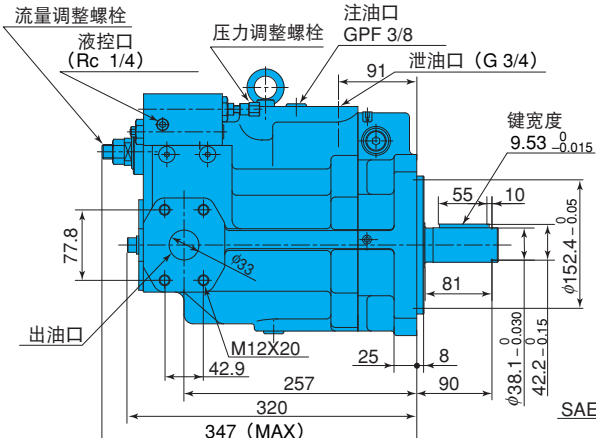 流量调整螺栓
液控口
(Rc 1/4)
压力调整螺栓
注油口
GPF 3/8
泄油口（G 3/4）
91
键宽度
9.53 0 -0.015
55
10
77.8
ϕ33
81
ϕ152.4 0 -0.05
出油口
M12X20
42.9
25
8
257
90
ϕ38.1 0 -0.030
42.2 0 -0.15
320
SAE
347 (MAX)